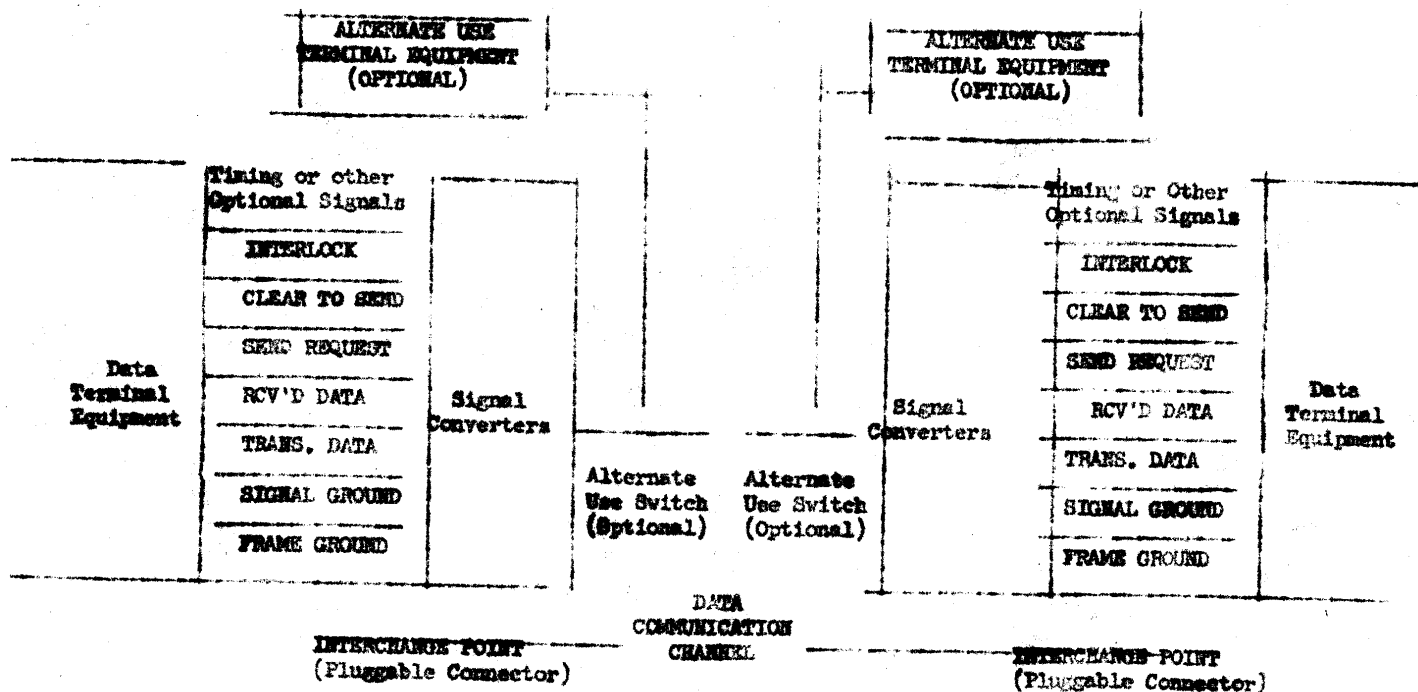 ALTERNATE USE
TERMINAL EQUIPMENT
(OPTIONAL)
ALTERNATE USE
TERMINAL EQUIPMENT
(OPTIONAL)
Timing or other
Optional Signals
INTERLOCK
CLEAR TO SEND
SEND REQUEST
RCV'D DATA
TRANS. DATA
SIGNAL GROUND
FRAME GROUND
Data
Terminal
Equipment
Signal
Converters
Alternate
Use Switch
(Optional)
Alternate
Use Switch
(Optional)
Signal
Converters
Timing or Other
Optional Signals
INTERLOCK
CLEAR TO SEND
SEND REQUEST
RCV'D DATA
TRANS. DATA
SIGNAL GROUND
FRAME GROUND
Data
Terminal
Equipment
DATA
COMMUNICATION
CHANNEL
INTERCHANGE POINT
(Pluggable Connector)
INTERCHANGE POINT
(Pluggable Connector)